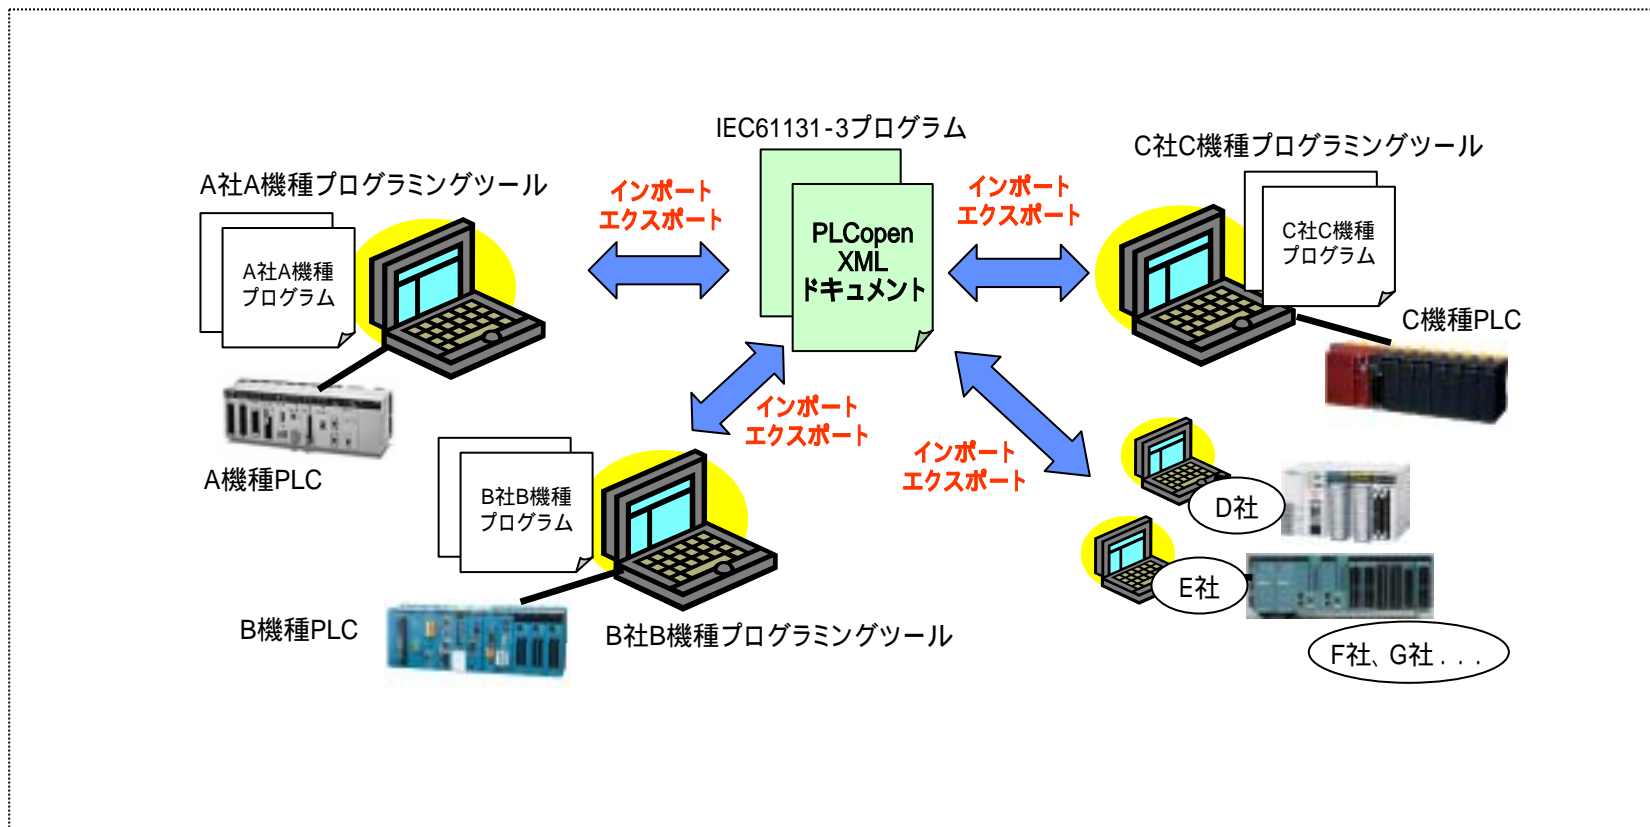 IEC61131-3プログラム
PLCopen
XML
ドキュメント
A社A機種プログラミングツール
A社A機種
プログラム
インポート
エクスポート
A機種PLC
インポート
エクスポート
C社C機種プログラミングツール
C社C機種
プログラム
C機種PLC
インポート
エクスポート
B社B機種
プログラム
B機種PLC
B社B機種プログラミングツール
インポート
エクスポート
D社
E社
F社、G社 . . .